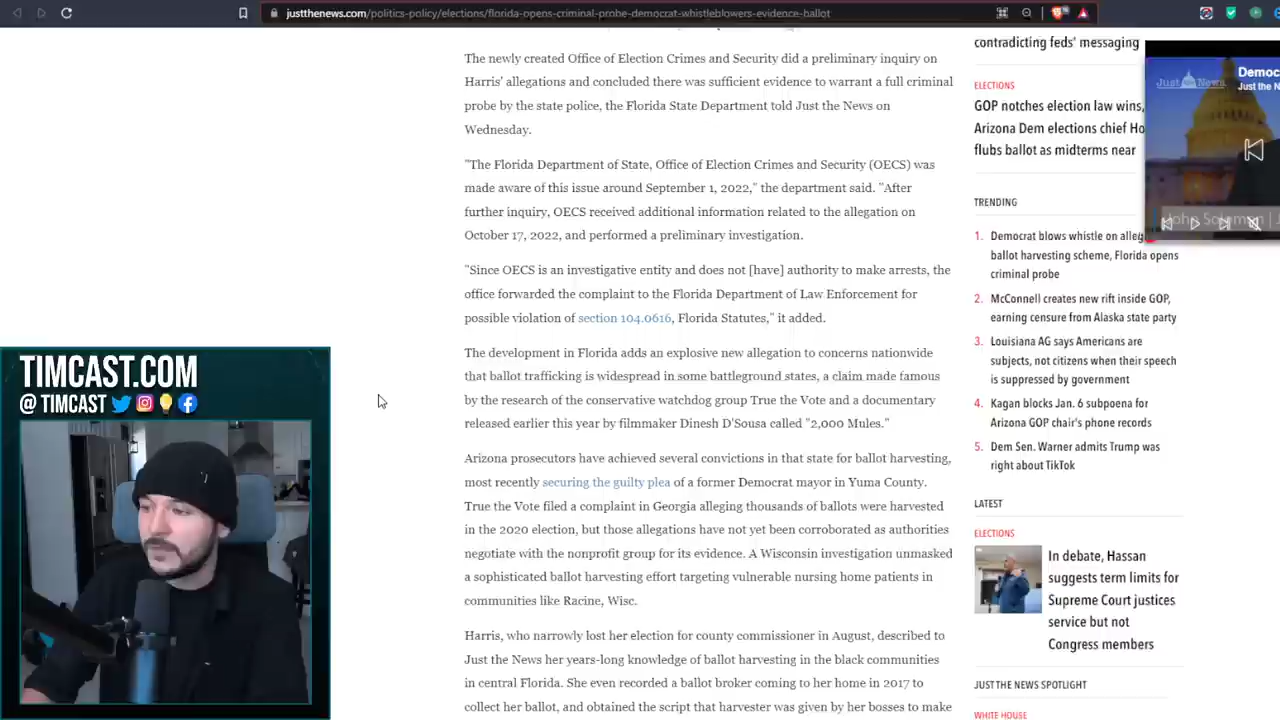 justthenews.com/politics-policy/elections/florida-opens-criminal-probe-democrat-whistleblowers-evidence-ballot
The newly created Office of Election Crimes and Security did a preliminary inquiry on
Harris' allegations and concluded there was sufficient evidence to warrant a full criminal
probe by the state police, the Florida State Department told Just the News on
Wednesday.
"The Florida Department of State, Office of Election Crimes and Security (OECS) was
made aware of this issue around September 1, 2022," the department said. "After
further inquiry, OECS received additional information related to the allegation on
October 17, 2022, and performed a preliminary investigation.
"Since OECS is an investigative entity and does not [have] authority to make arrests, the
office forwarded the complaint to the Florida Department of Law Enforcement for
possible violation of section 104.0616, Florida Statutes," it added.
The development in Florida adds an explosive new allegation to concerns nationwide
that ballot trafficking is widespread in some battleground states, a claim made famous
by the research of the conservative watchdog group True the Vote and a documentary
released earlier this year by filmmaker Dinesh D'Sousa called "2,000 Mules."
Arizona prosecutors have achieved several convictions in that state for ballot harvesting,
most recently securing the guilty plea of a former Democrat mayor in Yuma County.
True the Vote filed a complaint in Georgia alleging thousands of ballots were harvested
in the 2020 election, but those allegations have not yet been corroborated as authorities
negotiate with the nonprofit group for its evidence. A Wisconsin investigation unmasked
a sophisticated ballot harvesting effort targeting vulnerable nursing home patients in
communities like Racine, Wisc.
Harris, who narrowly lost her election for county commissioner in August, described to
Just the News her years-long knowledge of ballot harvesting in the black communities
in central Florida. She even recorded a ballot broker coming to her home in 2017 to
collect her ballot, and obtained the script that harvester was given by her bosses to make
contradicting feds' messaging
ELECTIONS
GOP notches election law wins,
Arizona Dem elections chief Ho
flubs ballot as midterms near
TRENDING
1. Democrat blows whistle on alleg
ballot harvesting scheme, Florida opens
criminal probe
2. McConnell creates new rift inside GOP,
earning censure from Alaska state party
3. Louisiana AG says Americans are
subjects, not citizens when their speech
is suppressed by government
4. Kagan blocks Jan. 6 subpoena for
Arizona GOP chair's phone records
5. Dem Sen. Warner admits Trump was
right about TikTok
LATEST
ELECTIONS
In debate, Hassan
suggests term limits for
Supreme Court justices
service but not
Congress members
JUST THE NEWS SPOTLIGHT
WHITE HOUSE
Just the News
Democ
Just the N
John Solomon | J
TIMCAST.COM
@ TIMCAST